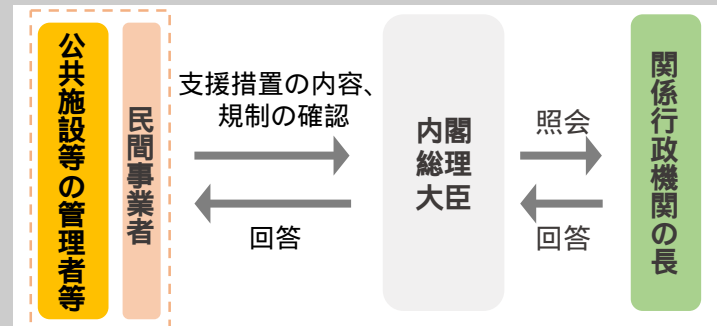 公共施設等の管理者等
民間事業者
支援措置の内容、
規制の確認
回答
内閣
総理
大臣
照会
回答
関係行政機関の長